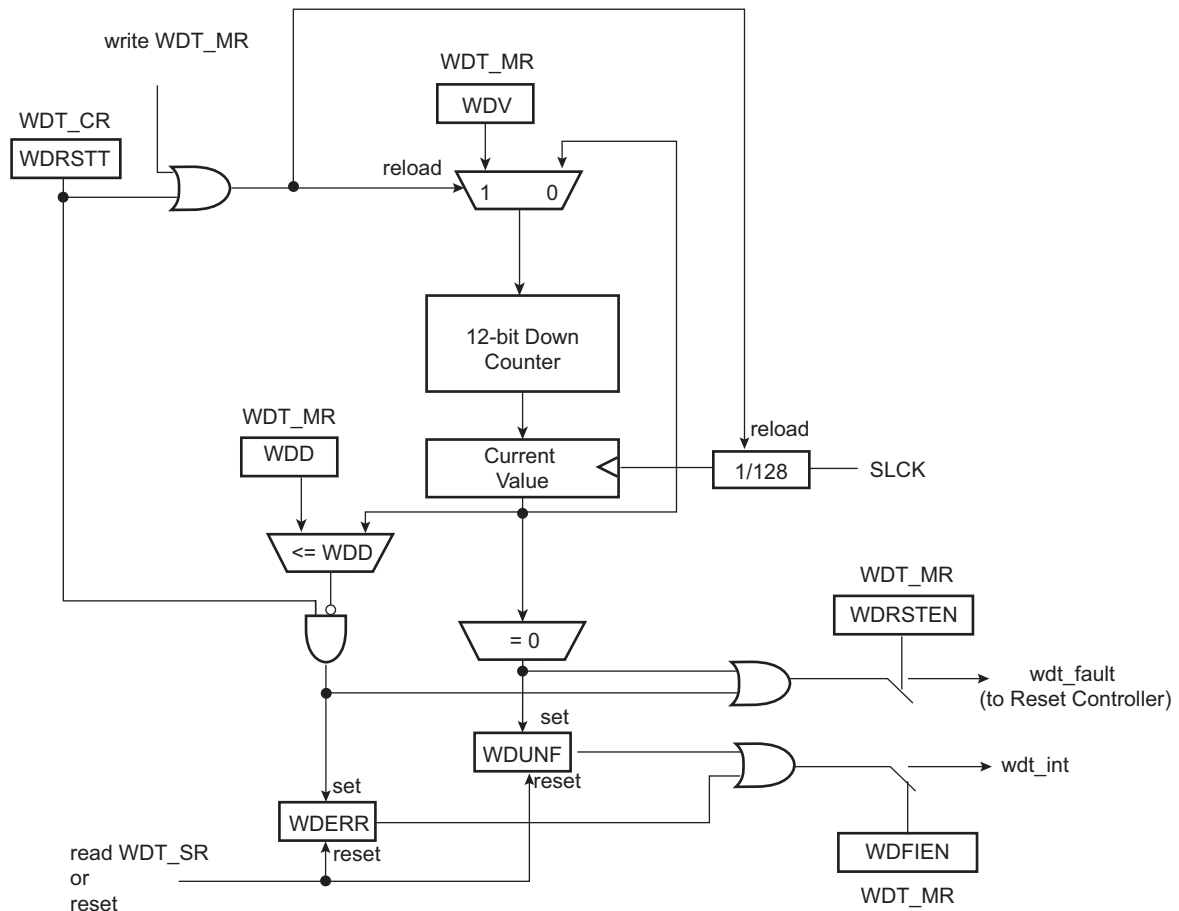 write WDT_MR
WDT_MR
WDV
WDT_CR
WDRSTT
reload
1 0
12-bit Down
Counter
WDT_MR
WDD
reload
Current
Value
1/128
SLCK
<= WDD
WDT_MR
WDRSTEN
= 0
wdt_fault
(to Reset Controller)
set
WDUNF
reset
wdt_int
set
WDERR
reset
WDFIEN
WDT_MR
read WDT_SR
or
reset